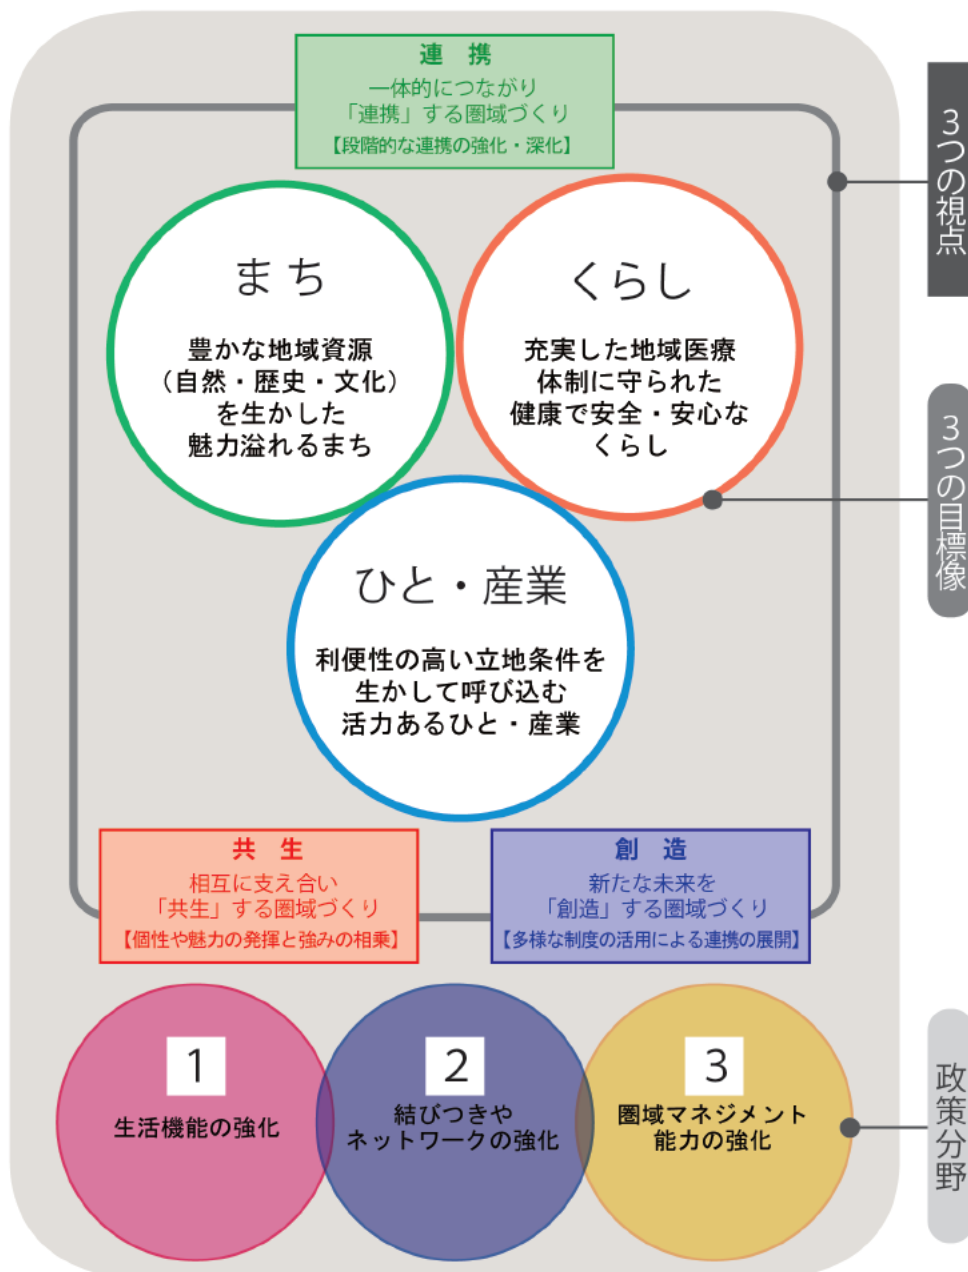 連 携
一体的につながり
「連携」する圏域づくり
【段階的な連携の強化・深化】
3つの視点
まち
豊かな地域資源
（自然・歴史・文化）
を生かした
魅力溢れるまち
くらし
充実した地域医療
体制に守られた
健康で安全・安心な
くらし
3つの目標像
ひと・産業
利便性の高い立地条件を
生かして呼び込む
活力あるひと・産業
共 生
相互に支え合い
「共生」する圏域づくり
【個性や魅力の発揮と強みの相乗】
創 造
新たな未来を
「創造」する圏域づくり
【多様な制度の活用による連携の展開】
1
生活機能の強化
2
結びつきや
ネットワークの強化
3
圏域マネジメント
能力の強化
政策分野